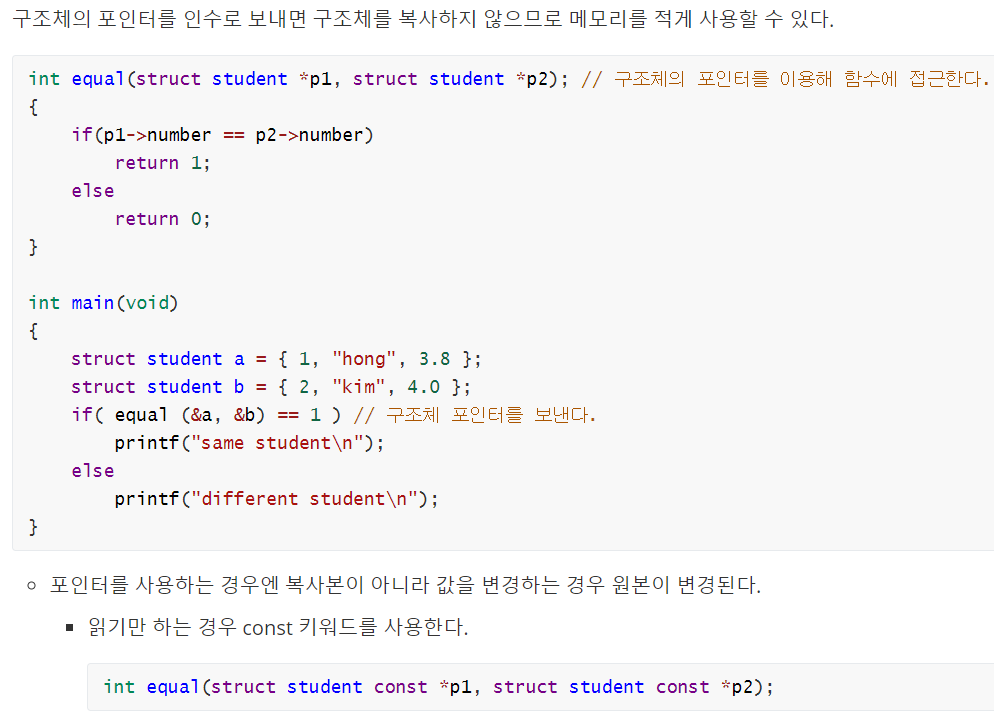 구조체의 포인터를 인수로 보내면 구조체를 복사하지 않으므로 메모리를 적게 사용할 수 있다.
int equal(struct student *p1, struct student *p2); // 구조체의 포인터를 이용해 함수에 접근한다.
{
    if(p1->number == p2->number)
        return 1;
    else
        return 0;
}

int main(void)
{
    struct student a = { 1, "hong", 3.8 };
    struct student b = { 2, "kim", 4.0 };
    if( equal (&a, &b) == 1 ) // 구조체 포인터를 보낸다.
        printf("same student\n");
    else
        printf("different student\n");
}
포인터를 사용하는 경우엔 복사본이 아니라 값을 변경하는 경우 원본이 변경된다.
읽기만 하는 경우 const 키워드를 사용한다.
int equal(struct student const *p1, struct student const *p2);